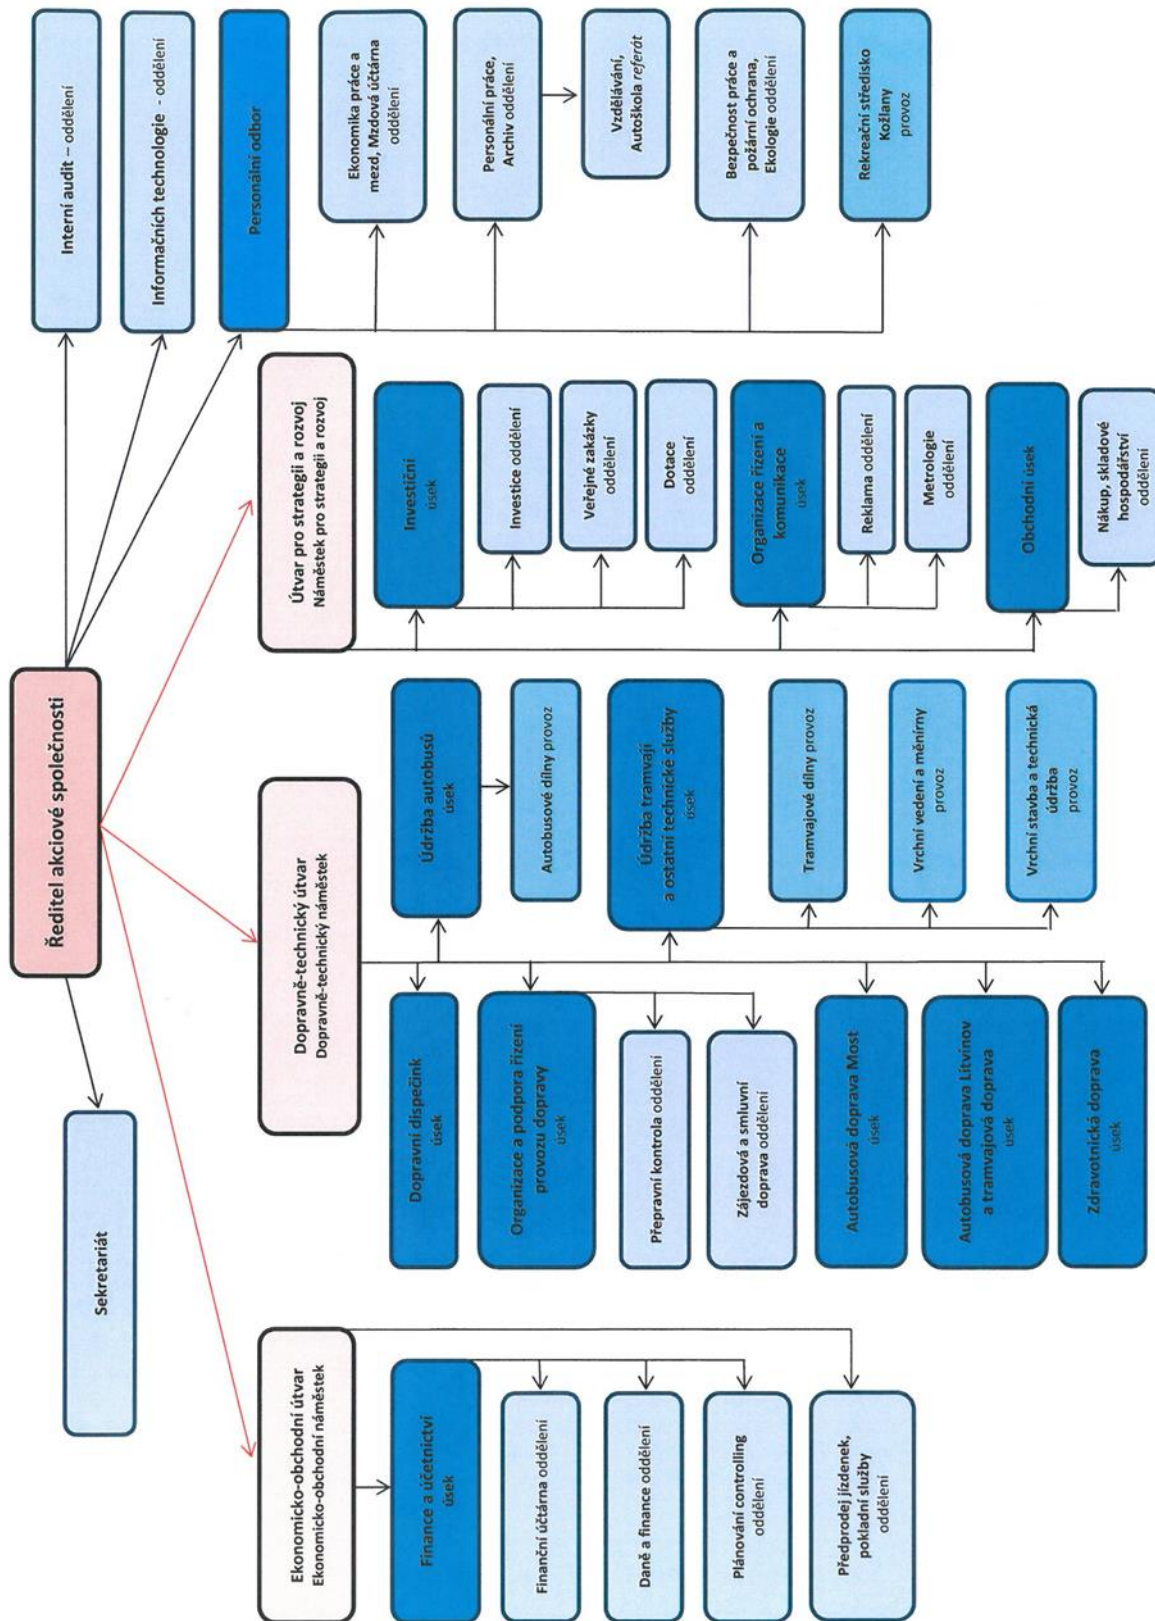 Ředitel akciové společnosti
Sekretariát
Interní audit – oddělení
Informačních technologie - oddělení
Personální odbor
Ekonomicko-obchodní útvar
Ekonomicko-obchodní náměstek
Dopravně-technický útvar
Dopravně-technický náměstek
Útvar pro strategii a rozvoj
Náměstek pro strategii a rozvoj
Finance a účetnictví
úsek
Finanční účtárna oddělení
Daně a finance oddělení
Plánování controlling
oddělení
Předprodej jízdenek,
pokladní služby
oddělení
Dopravní dispečink
úsek
Organizace a podpora řízení
provozu dopravy
úsek
Přepravní kontrola oddělení
Zájezdová a smluvní
doprava oddělení
Autobusová doprava Most
úsek
Autobusová doprava Litvínov
a tramvajová doprava
úsek
Zdravotnická doprava
úsek
Údržba autobusů
úsek
Autobusové dílny provoz
Údržba tramvají
a ostatní technické služby
úsek
Tramvajové dílny provoz
Vrchní vedení a měnírny
provoz
Vrchní stavba a technická
údržba
provoz
Investiční
úsek
Investice oddělení
Veřejné zakázky
oddělení
Dotace
oddělení
Organizace řízení a
komunikace
úsek
Reklama oddělení
Metrologie
oddělení
Obchodní úsek
Nákup, skladové
hospodářství
oddělení
Ekonomika práce a
mezd, Mzdová účtárna
oddělení
Personální práce,
Archiv oddělení
Vzdělávání,
Autoškola referát
Bezpečnost práce a
požární ochrana,
Ekologie oddělení
Rekreační středisko
Kožlany
provoz